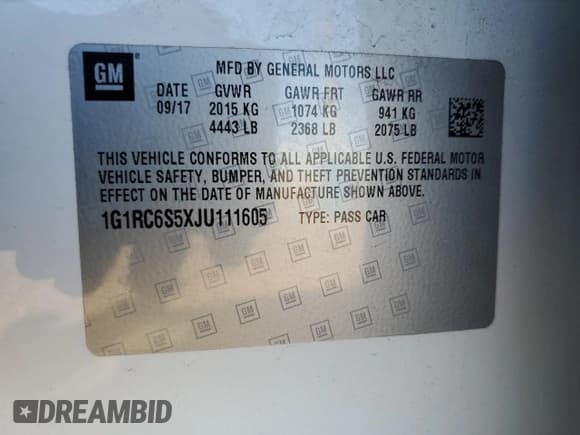 GM
MFD BY GENERAL MOTORS LLC
DATE GVWR GAWR FRT GAWR RR
09/17 2015 KG 1074 KG 941 KG
4443 LB 2368 LB 2075 LB
THIS VEHICLE CONFORMS TO ALL APPLICABLE U.S. FEDERAL MOTOR
VEHICLE SAFETY, BUMPER, AND THEFT PREVENTION STANDARDS IN
EFFECT ON THE DATE OF MANUFACTURE SHOWN ABOVE.
1G1RC6S5XJU111605 TYPE: PASS CAR
DREAMBID